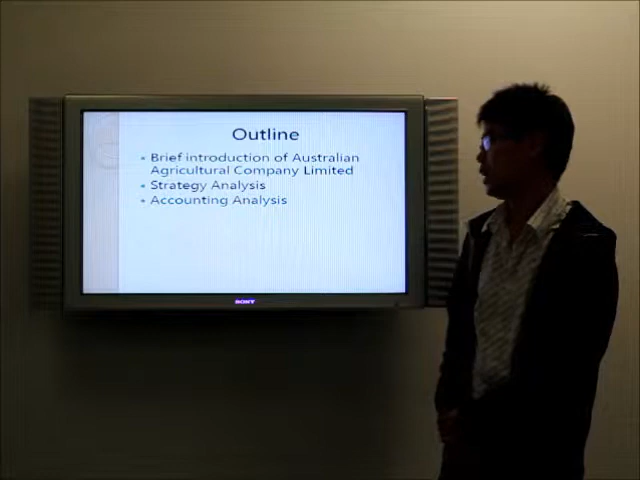 Outline
• Brief introduction of Australian
Agricultural Company Limited
• Strategy Analysis
• Accounting Analysis
SONY